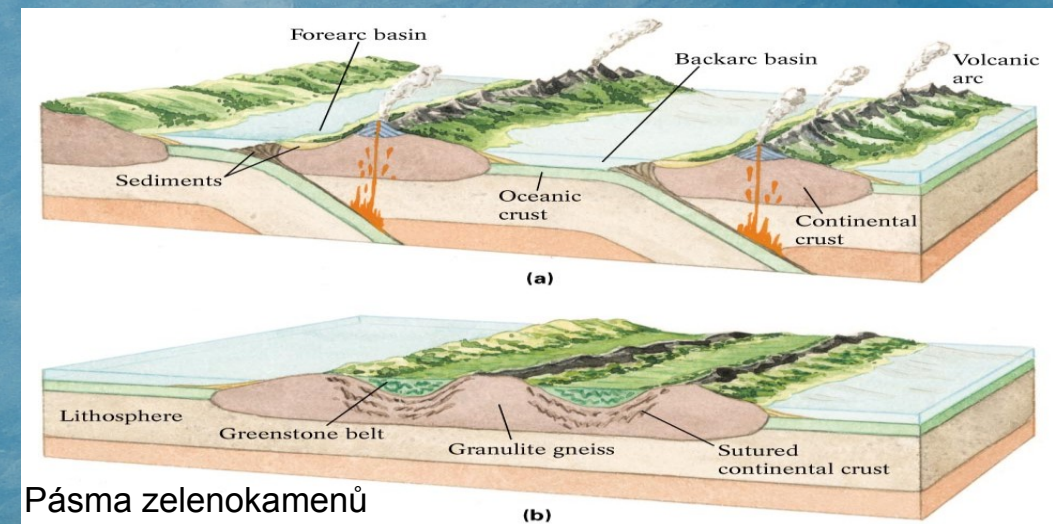 Forearc basin
Backarc basin
Volcanic
arc
Sediments
Oceanic
crust
Continental
crust
(a)
Lithosphere
Greenstone belt
Granulite gneiss
Sutured
continental crust
Pásma zelenokamenů
(b)